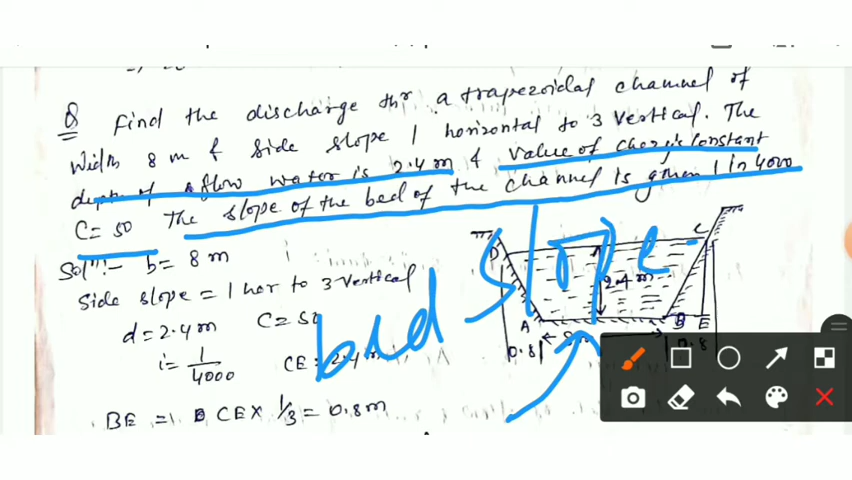 Q Find the discharge thr a trapezoidal channel of
width 8 m & side slope 1 horizontal to 3 vertical. The
depth of flow water is 2.4 m & value of chezy's constant
C = 50 The slope of the bed of the channel is given 1 in 4000
Solⁿ:- b = 8 m
Side slope = 1 hor to 3 vertical
d = 2.4 m C = 50
i = 1/4000 CE = 2.4 m
BE = CE × 1/3 = 0.8 m
bed slope
D C
2.4 m
A B E
0.8 8 m 0.8